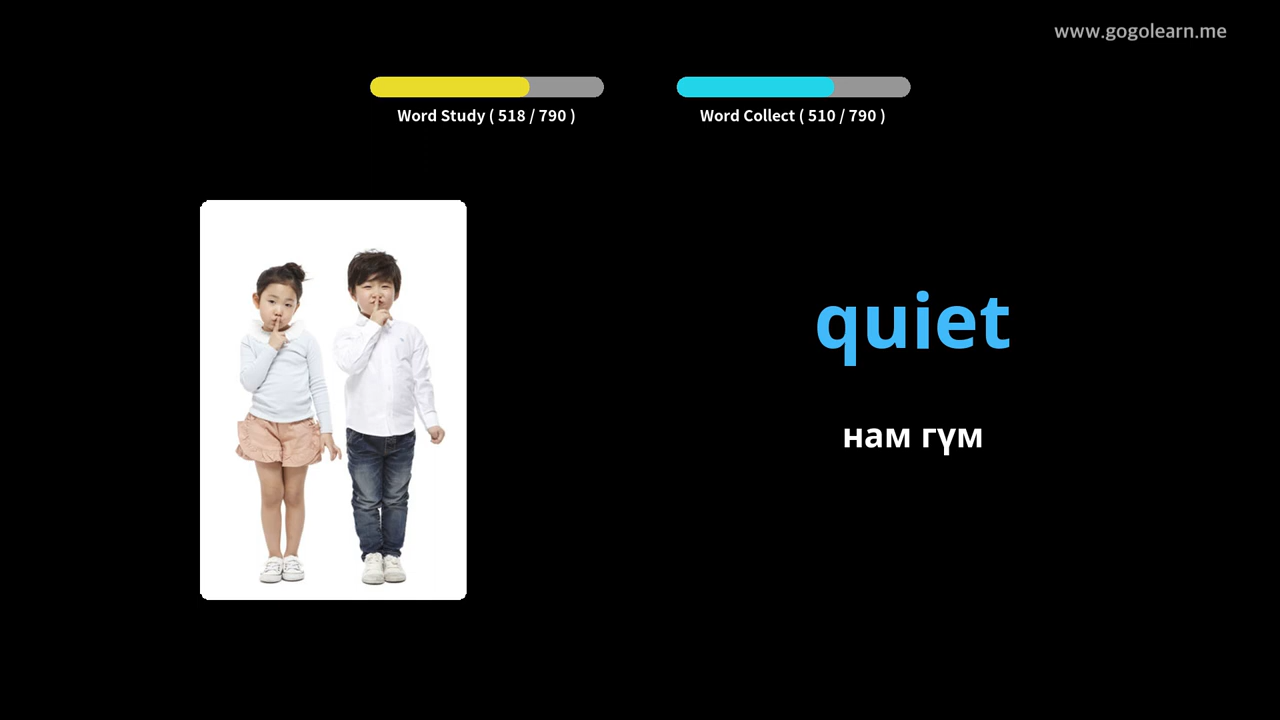 www.gogolearn.me
Word Study ( 518 / 790 )
Word Collect ( 510 / 790 )
quiet
нам гүм